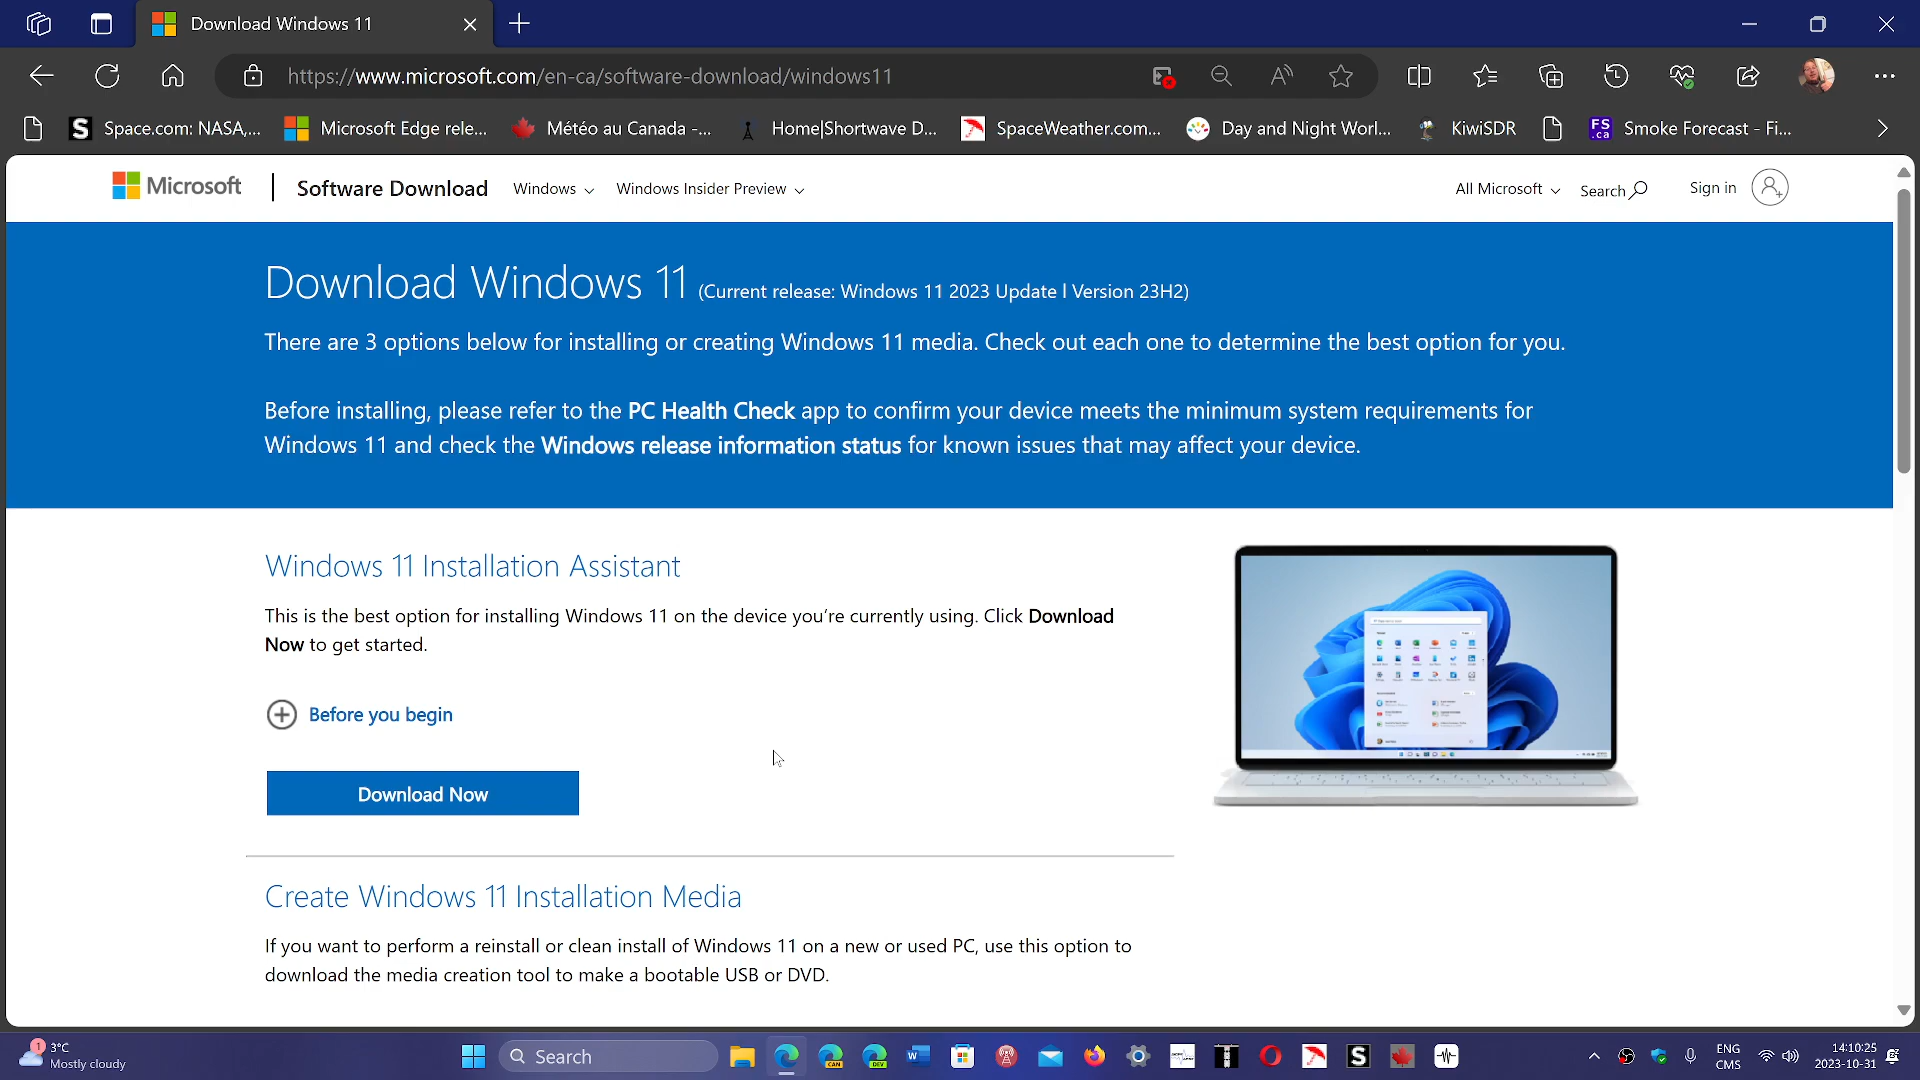 Download Windows 11
https://www.microsoft.com/en-ca/software-download/windows11
S Space.com: NASA,... Microsoft Edge rele... Météo au Canada -... Home|Shortwave D... SpaceWeather.com... Day and Night Worl... KiwiSDR FS.ca Smoke Forecast - Fi...
Microsoft Software Download Windows Windows Insider Preview All Microsoft Search Sign in
Download Windows 11 (Current release: Windows 11 2023 Update l Version 23H2)
There are 3 options below for installing or creating Windows 11 media. Check out each one to determine the best option for you.
Before installing, please refer to the PC Health Check app to confirm your device meets the minimum system requirements for
Windows 11 and check the Windows release information status for known issues that may affect your device.
Windows 11 Installation Assistant
This is the best option for installing Windows 11 on the device you're currently using. Click Download
Now to get started.
Before you begin
Download Now
Create Windows 11 Installation Media
If you want to perform a reinstall or clean install of Windows 11 on a new or used PC, use this option to
download the media creation tool to make a bootable USB or DVD.
1 3°C
Mostly cloudy
Search
CAN DEV W S
ENG
CMS
14:10:25
2023-10-31